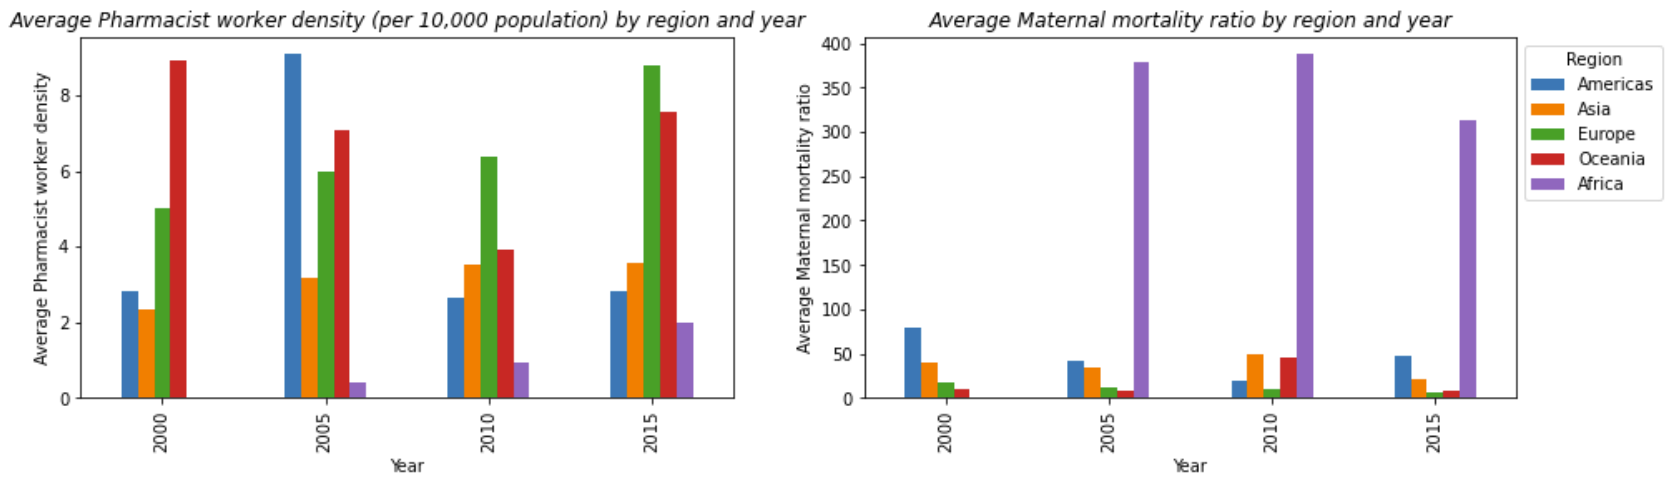 Average Pharmacist worker density (per 10,000 population) by region and year
Average Pharmacist worker density
8
6
4
2
0
2000
2005
2010
2015
Year
Average Maternal mortality ratio by region and year
Average Maternal mortality ratio
400
350
300
250
200
150
100
50
0
2000
2005
2010
2015
Year
Region
Americas
Asia
Europe
Oceania
Africa